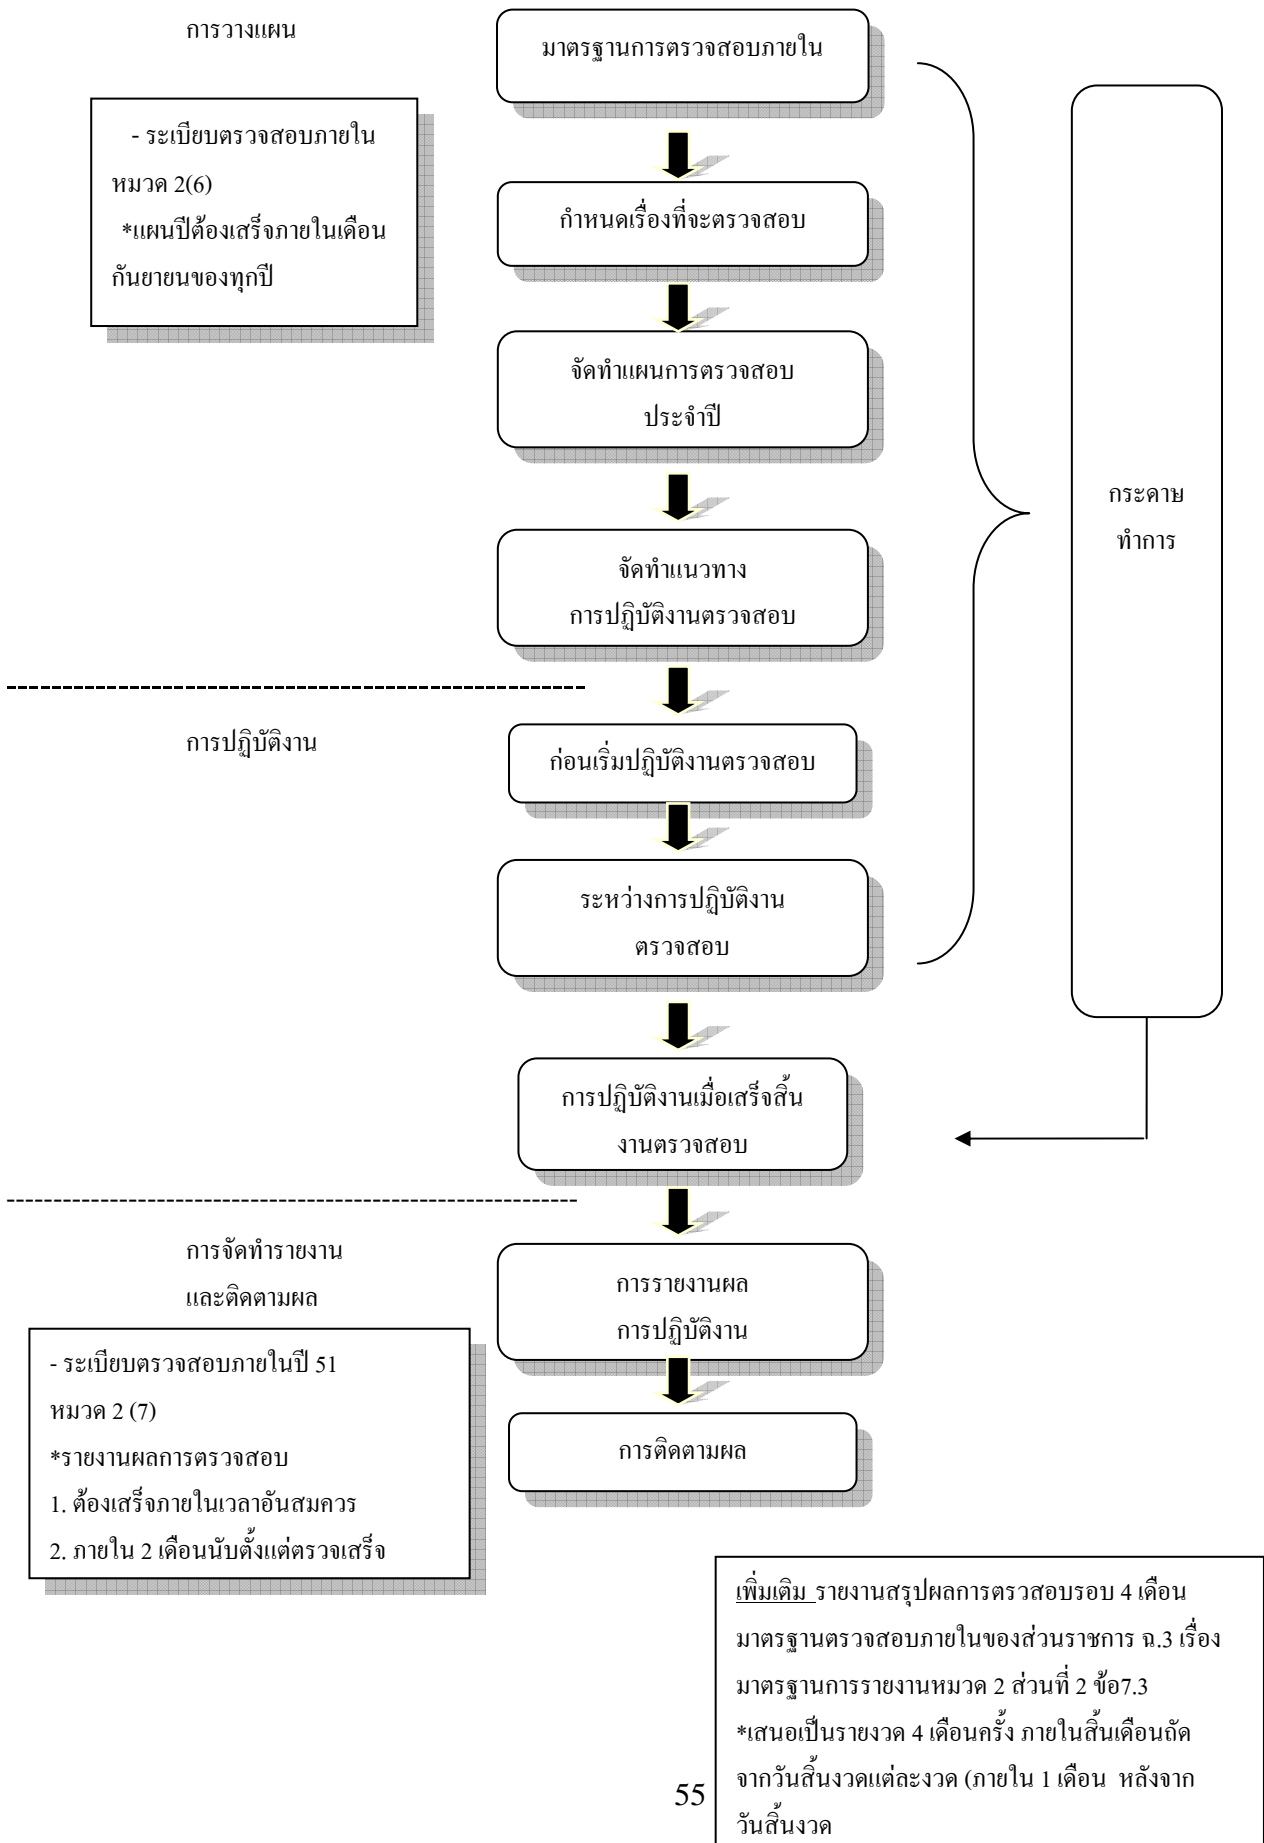 การวางแผน
มาตรฐานการตรวจสอบภายใน
- ระเบียบตรวจสอบภายใน
หมวด 2(6)
*แผนปีต้องเสร็จภายในเดือน
กันยายนของทุกปี
กำหนดเรื่องที่จะตรวจสอบ
จัดทำแผนการตรวจสอบ
ประจำปี
จัดทำแนวทาง
การปฏิบัติงานตรวจสอบ
กระดาษ
ทำการ
การปฏิบัติงาน
ก่อนเริ่มปฏิบัติงานตรวจสอบ
ระหว่างการปฏิบัติงาน
ตรวจสอบ
การปฏิบัติงานเมื่อเสร็จสิ้น
งานตรวจสอบ
การจัดทำรายงาน
และติดตามผล
การรายงานผล
การปฏิบัติงาน
- ระเบียบตรวจสอบภายในปี 51
หมวด 2 (7)
*รายงานผลการตรวจสอบ
1. ต้องเสร็จภายในเวลาอันสมควร
2. ภายใน 2 เดือนนับตั้งแต่ตรวจเสร็จ
การติดตามผล
เพิ่มเติม รายงานสรุปผลการตรวสอบรอบ 4 เดือน
มาตรฐานตรวจสอบภายในของส่วนราชการ ฉ.3 เรื่อง
มาตรฐานการรายงานหมวด 2 ส่วนที่ 2 ข้อ7.3
*เสนอเป็นรายงวด 4 เดือนครั้ง ภายในสิ้นเดือนถัด
จากวันสิ้นงวดแต่ละงวด (ภายใน 1 เดือน หลังจาก
วันสิ้นงวด
55